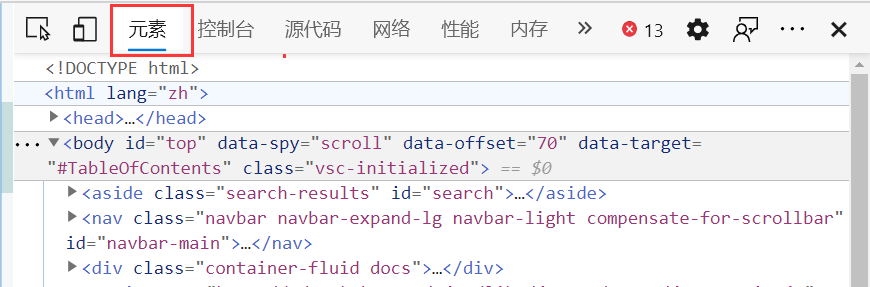 元素 控制台 源代码 网络 性能 内存 » 13 ···
<!DOCTYPE html>
<html lang="zh">
<head>…</head>
··· <body id="top" data-spy="scroll" data-offset="70" data-target=
"#TableOfContents" class="vsc-initialized"> == $0
<aside class="search-results" id="search">…</aside>
<nav class="navbar navbar-expand-lg navbar-light compensate-for-scrollbar"
id="navbar-main">…</nav>
<div class="container-fluid docs">…</div>